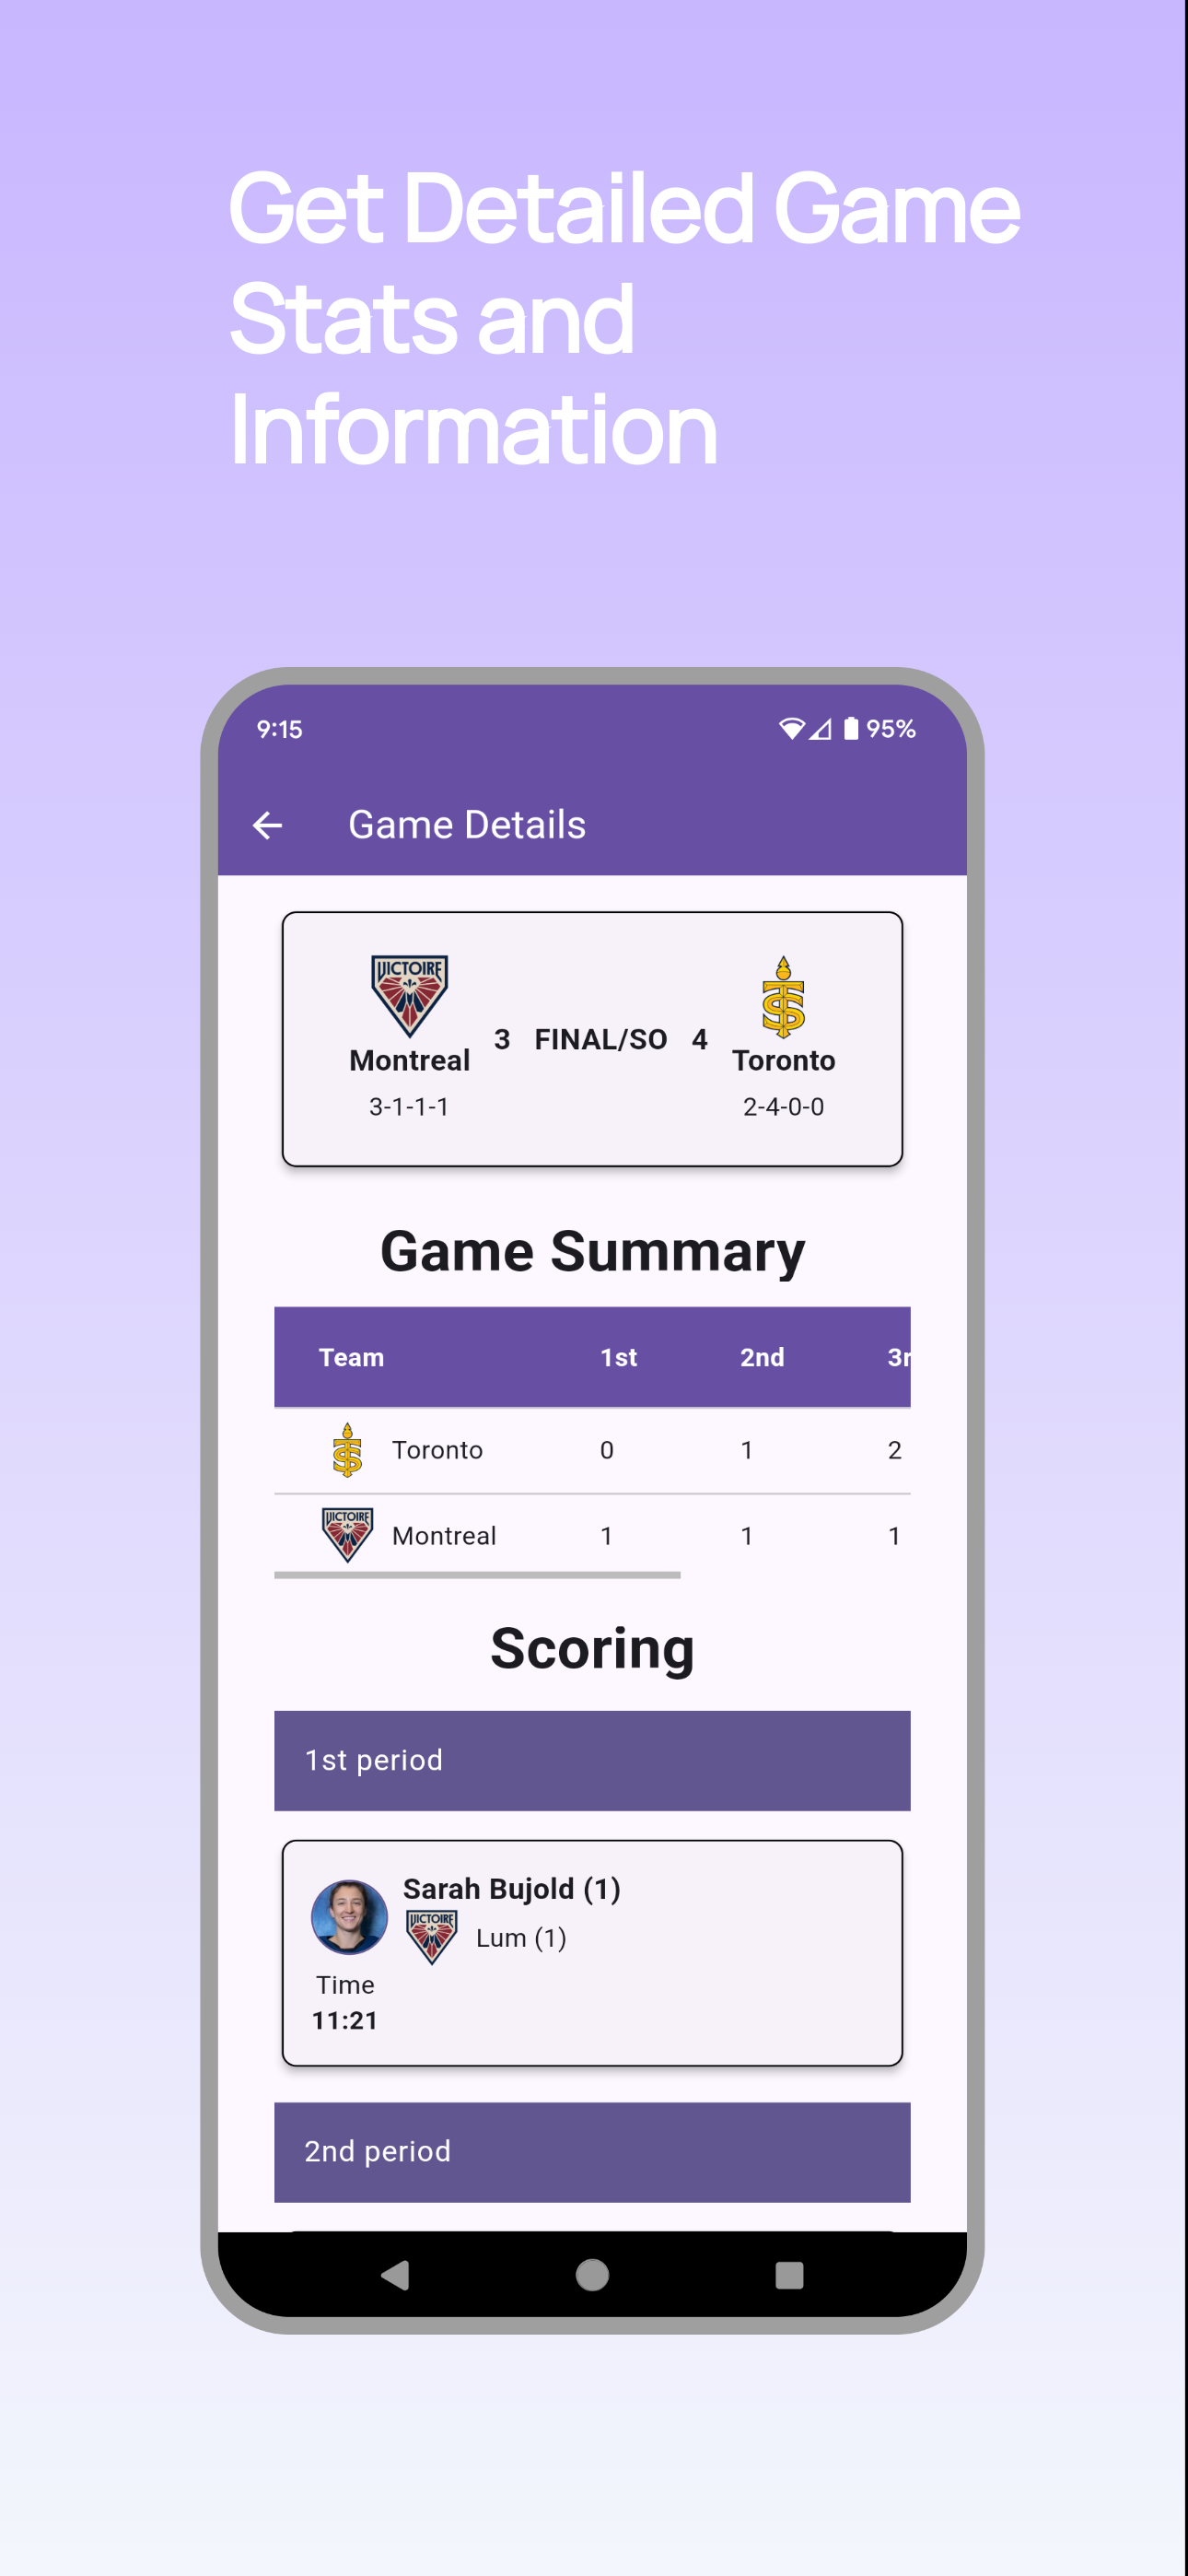 Get Detailed Game
Stats and
Information
9:15
95%
Game Details
VICTOIRE
Montreal
3-1-1-1
3 FINAL/SO 4
Toronto
2-4-0-0
Game Summary
Team 1st 2nd 3r
Toronto 0 1 2
VICTOIRE
Montreal 1 1 1
Scoring
1st period
Sarah Bujold (1)
VICTOIRE
Lum (1)
Time
11:21
2nd period